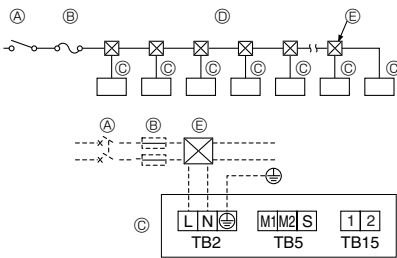 Ⓐ Ⓑ Ⓓ Ⓔ
Ⓒ Ⓒ Ⓒ Ⓒ Ⓒ Ⓒ Ⓒ
Ⓐ Ⓑ Ⓔ
x
x
Ⓒ L N M1 M2 S 1 2
TB2 TB5 TB15